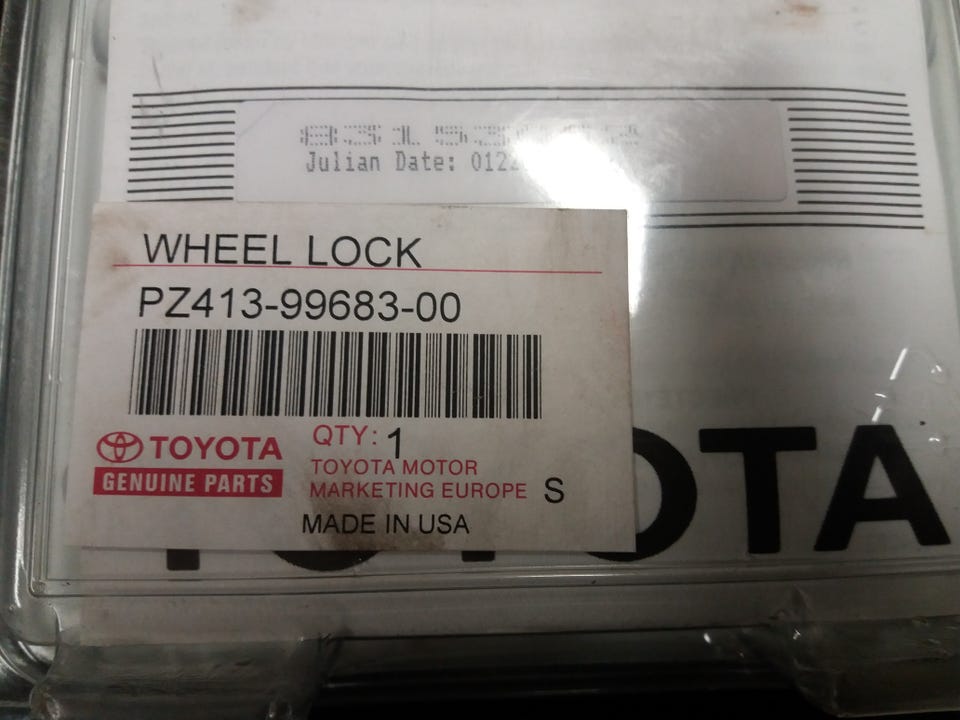 Julian Date:
WHEEL LOCK
PZ413-99683-00
TOYOTA
GENUINE PARTS
QTY: 1
TOYOTA MOTOR
MARKETING EUROPE S
MADE IN USA
TOYOTA